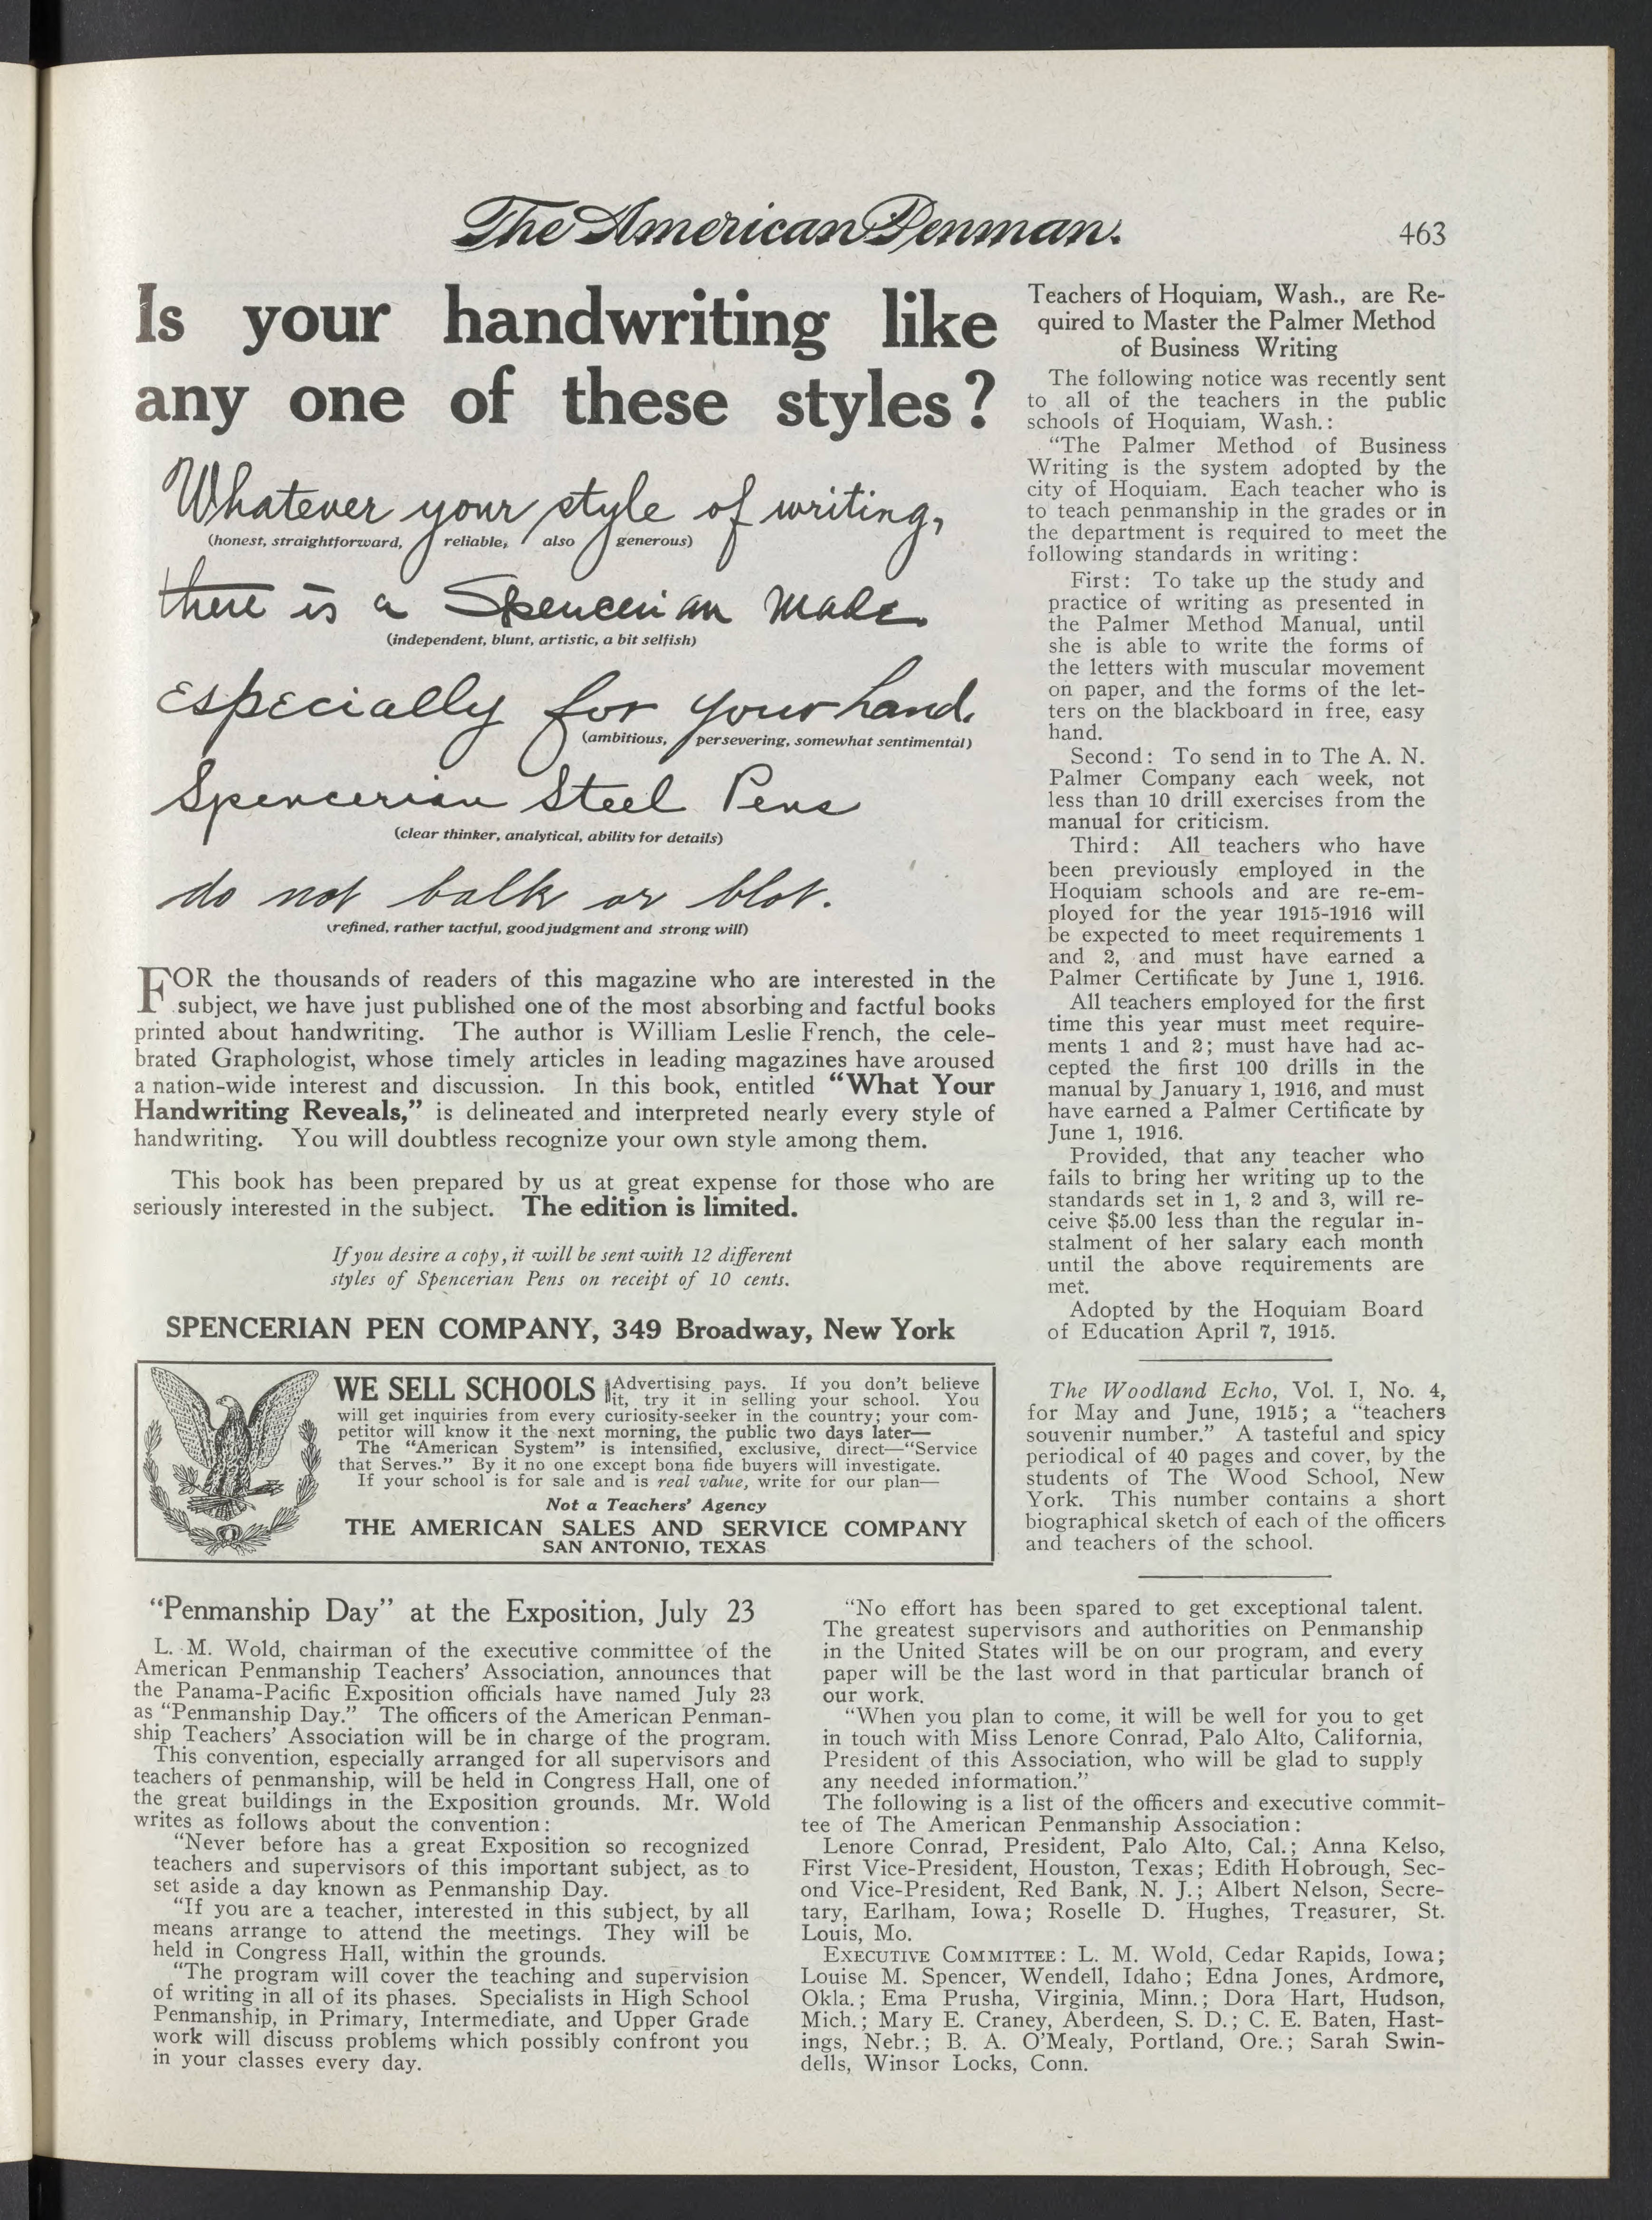 The American Penman.
463
Is your handwriting like
any one of these styles?
Whatever your style of writing,
(honest, straightforward, reliable, also generous)
there is a Spencerian made
(independent, blunt, artistic, a bit selfish)
especially for your hand.
(ambitious, persevering, somewhat sentimental)
Spencerian Steel Pens
(clear thinker, analytical, ability for details)
do not balk or blot.
(refined, rather tactful, good judgment and strong will)
FOR the thousands of readers of this magazine who are interested in the
subject, we have just published one of the most absorbing and factful books
printed about handwriting. The author is William Leslie French, the cele-
brated Graphologist, whose timely articles in leading magazines have aroused
a nation-wide interest and discussion. In this book, entitled “What Your
Handwriting Reveals,” is delineated and interpreted nearly every style of
handwriting. You will doubtless recognize your own style among them.
This book has been prepared by us at great expense for those who are
seriously interested in the subject. The edition is limited.
If you desire a copy, it will be sent with 12 different
styles of Spencerian Pens on receipt of 10 cents.
SPENCERIAN PEN COMPANY, 349 Broadway, New York
WE SELL SCHOOLS Advertising pays. If you don't believe
it, try it in selling your school. You
will get inquiries from every curiosity-seeker in the country; your com-
petitor will know it the next morning, the public two days later—
The “American System” is intensified, exclusive, direct—“Service
that Serves.” By it no one except bona fide buyers will investigate.
If your school is for sale and is real value, write for our plan—
Not a Teachers' Agency
THE AMERICAN SALES AND SERVICE COMPANY
SAN ANTONIO, TEXAS
Teachers of Hoquiam, Wash., are Re-
quired to Master the Palmer Method
of Business Writing
The following notice was recently sent
to all of the teachers in the public
schools of Hoquiam, Wash.:
“The Palmer Method of Business
Writing is the system adopted by the
city of Hoquiam. Each teacher who is
to teach penmanship in the grades or in
the department is required to meet the
following standards in writing:
First: To take up the study and
practice of writing as presented in
the Palmer Method Manual, until
she is able to write the forms of
the letters with muscular movement
on paper, and the forms of the let-
ters on the blackboard in free, easy
hand.
Second: To send in to The A. N.
Palmer Company each week, not
less than 10 drill exercises from the
manual for criticism.
Third: All teachers who have
been previously employed in the
Hoquiam schools and are re-em-
ployed for the year 1915-1916 will
be expected to meet requirements 1
and 2, and must have earned a
Palmer Certificate by June 1, 1916.
All teachers employed for the first
time this year must meet require-
ments 1 and 2; must have had ac-
cepted the first 100 drills in the
manual by January 1, 1916, and must
have earned a Palmer Certificate by
June 1, 1916.
Provided, that any teacher who
fails to bring her writing up to the
standards set in 1, 2 and 3, will re-
ceive $5.00 less than the regular in-
stalment of her salary each month
until the above requirements are
met.
Adopted by the Hoquiam Board
of Education April 7, 1915.
The Woodland Echo, Vol. I, No. 4,
for May and June, 1915; a “teachers
souvenir number.” A tasteful and spicy
periodical of 40 pages and cover, by the
students of The Wood School, New
York. This number contains a short
biographical sketch of each of the officers
and teachers of the school.
“Penmanship Day” at the Exposition, July 23
L. M. Wold, chairman of the executive committee of the
American Penmanship Teachers' Association, announces that
the Panama-Pacific Exposition officials have named July 23
as “Penmanship Day.” The officers of the American Penman-
ship Teachers' Association will be in charge of the program.
This convention, especially arranged for all supervisors and
teachers of penmanship, will be held in Congress Hall, one of
the great buildings in the Exposition grounds. Mr. Wold
writes as follows about the convention:
“Never before has a great Exposition so recognized
teachers and supervisors of this important subject, as to
set aside a day known as Penmanship Day.
“If you are a teacher, interested in this subject, by all
means arrange to attend the meetings. They will be
held in Congress Hall, within the grounds.
“The program will cover the teaching and supervision
of writing in all of its phases. Specialists in High School
Penmanship, in Primary, Intermediate, and Upper Grade
work will discuss problems which possibly confront you
in your classes every day.
“No effort has been spared to get exceptional talent.
The greatest supervisors and authorities on Penmanship
in the United States will be on our program, and every
paper will be the last word in that particular branch of
our work.
“When you plan to come, it will be well for you to get
in touch with Miss Lenore Conrad, Palo Alto, California,
President of this Association, who will be glad to supply
any needed information.”
The following is a list of the officers and executive commit-
tee of The American Penmanship Association:
Lenore Conrad, President, Palo Alto, Cal.; Anna Kelso,
First Vice-President, Houston, Texas; Edith Hobrough, Sec-
ond Vice-President, Red Bank, N. J.; Albert Nelson, Secre-
tary, Earlham, Iowa; Roselle D. Hughes, Treasurer, St.
Louis, Mo.
EXECUTIVE COMMITTEE: L. M. Wold, Cedar Rapids, Iowa;
Louise M. Spencer, Wendell, Idaho; Edna Jones, Ardmore,
Okla.; Ema Prusha, Virginia, Minn.; Dora Hart, Hudson,
Mich.; Mary E. Craney, Aberdeen, S. D.; C. E. Baten, Hast-
ings, Nebr.; B. A. O'Mealy, Portland, Ore.; Sarah Swin-
dells, Winsor Locks, Conn.